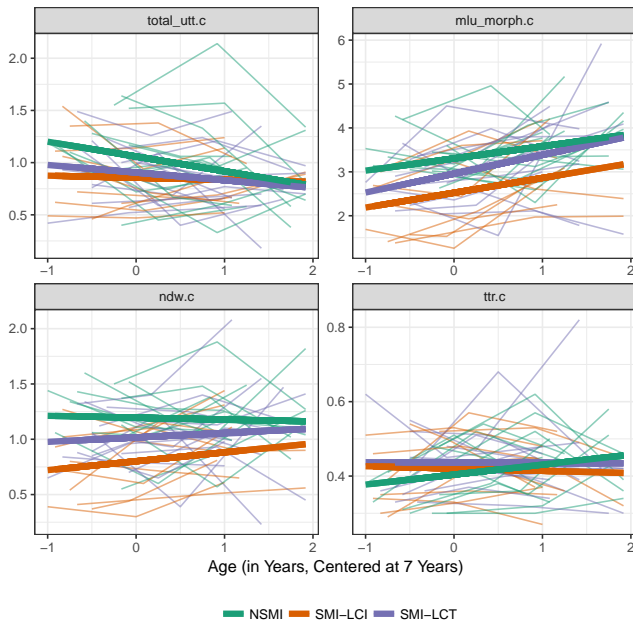 total_utt.c
mlu_morph.c
2.0
1.5
1.0
0.5
6
5
4
3
2
−1 0 1 2
−1 0 1 2
ndw.c
ttr.c
2.0
1.5
1.0
0.5
0.8
0.6
0.4
−1 0 1 2
−1 0 1 2
Age (in Years, Centered at 7 Years)
NSMI SMI−LCI SMI−LCT